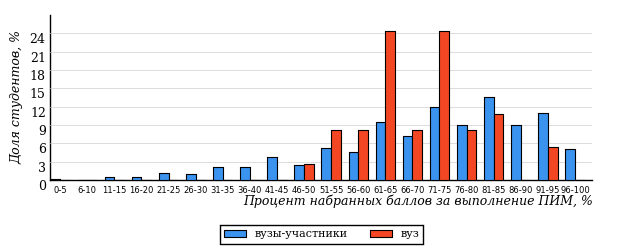 Доля студентов, %
24
21
18
15
12
9
6
3
0
0-5 6-10 11-15 16-20 21-25 26-30 31-35 36-40 41-45 46-50 51-55 56-60 61-65 66-70 71-75 76-80 81-85 86-90 91-95 96-100
Процент набранных баллов за выполнение ПИМ, %
вузы-участники вуз